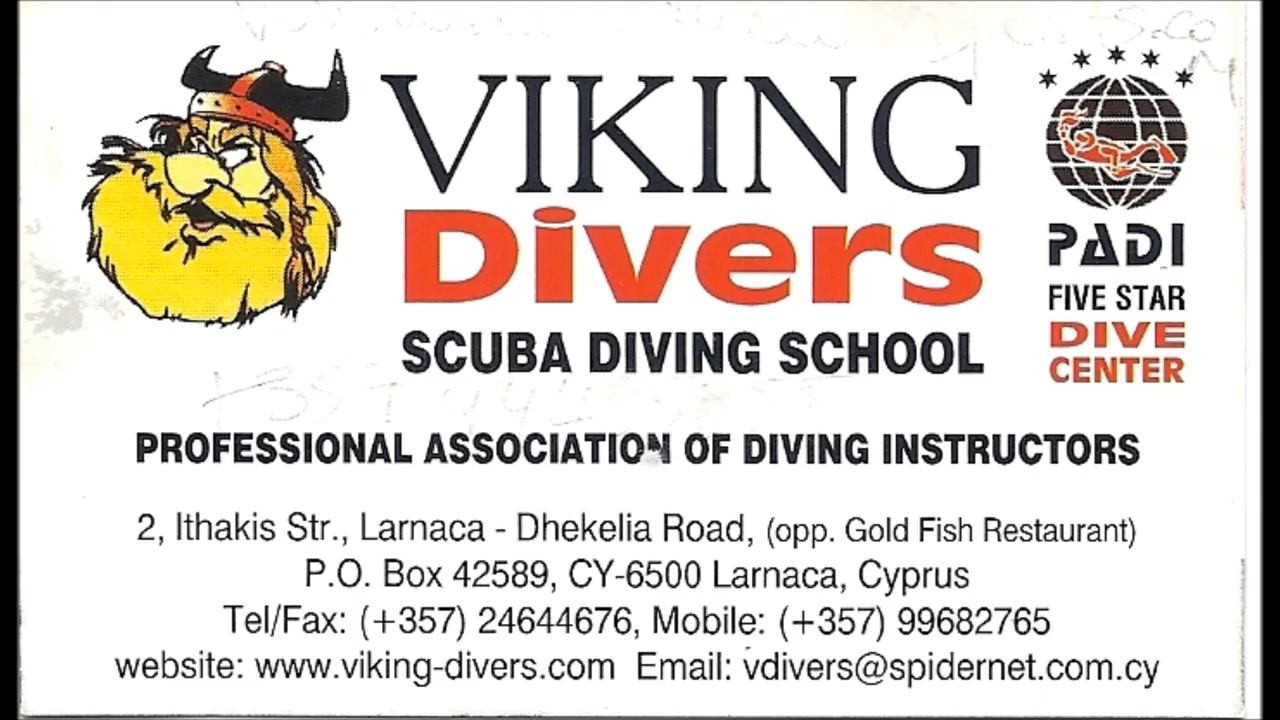 VIKING
Divers
SCUBA DIVING SCHOOL
PADI
FIVE STAR
DIVE
CENTER
PROFESSIONAL ASSOCIATION OF DIVING INSTRUCTORS
2, Ithakis Str., Larnaca - Dhekelia Road, (opp. Gold Fish Restaurant)
P.O. Box 42589, CY-6500 Larnaca, Cyprus
Tel/Fax: (+357) 24644676, Mobile: (+357) 99682765
website: www.viking-divers.com Email: vdivers@spidernet.com.cy